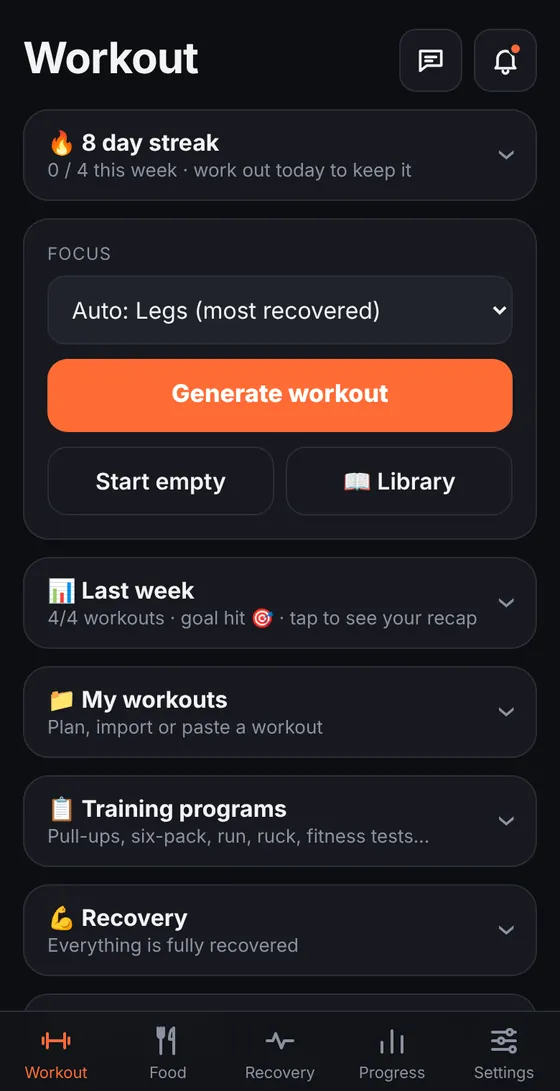 Workout
🔥 8 day streak
0 / 4 this week · work out today to keep it
FOCUS
Auto: Legs (most recovered)
Generate workout
Start empty
📖 Library
📊 Last week
4/4 workouts · goal hit 🎯 · tap to see your recap
📁 My workouts
Plan, import or paste a workout
📋 Training programs
Pull-ups, six-pack, run, ruck, fitness tests...
💪 Recovery
Everything is fully recovered
Workout
Food
Recovery
Progress
Settings